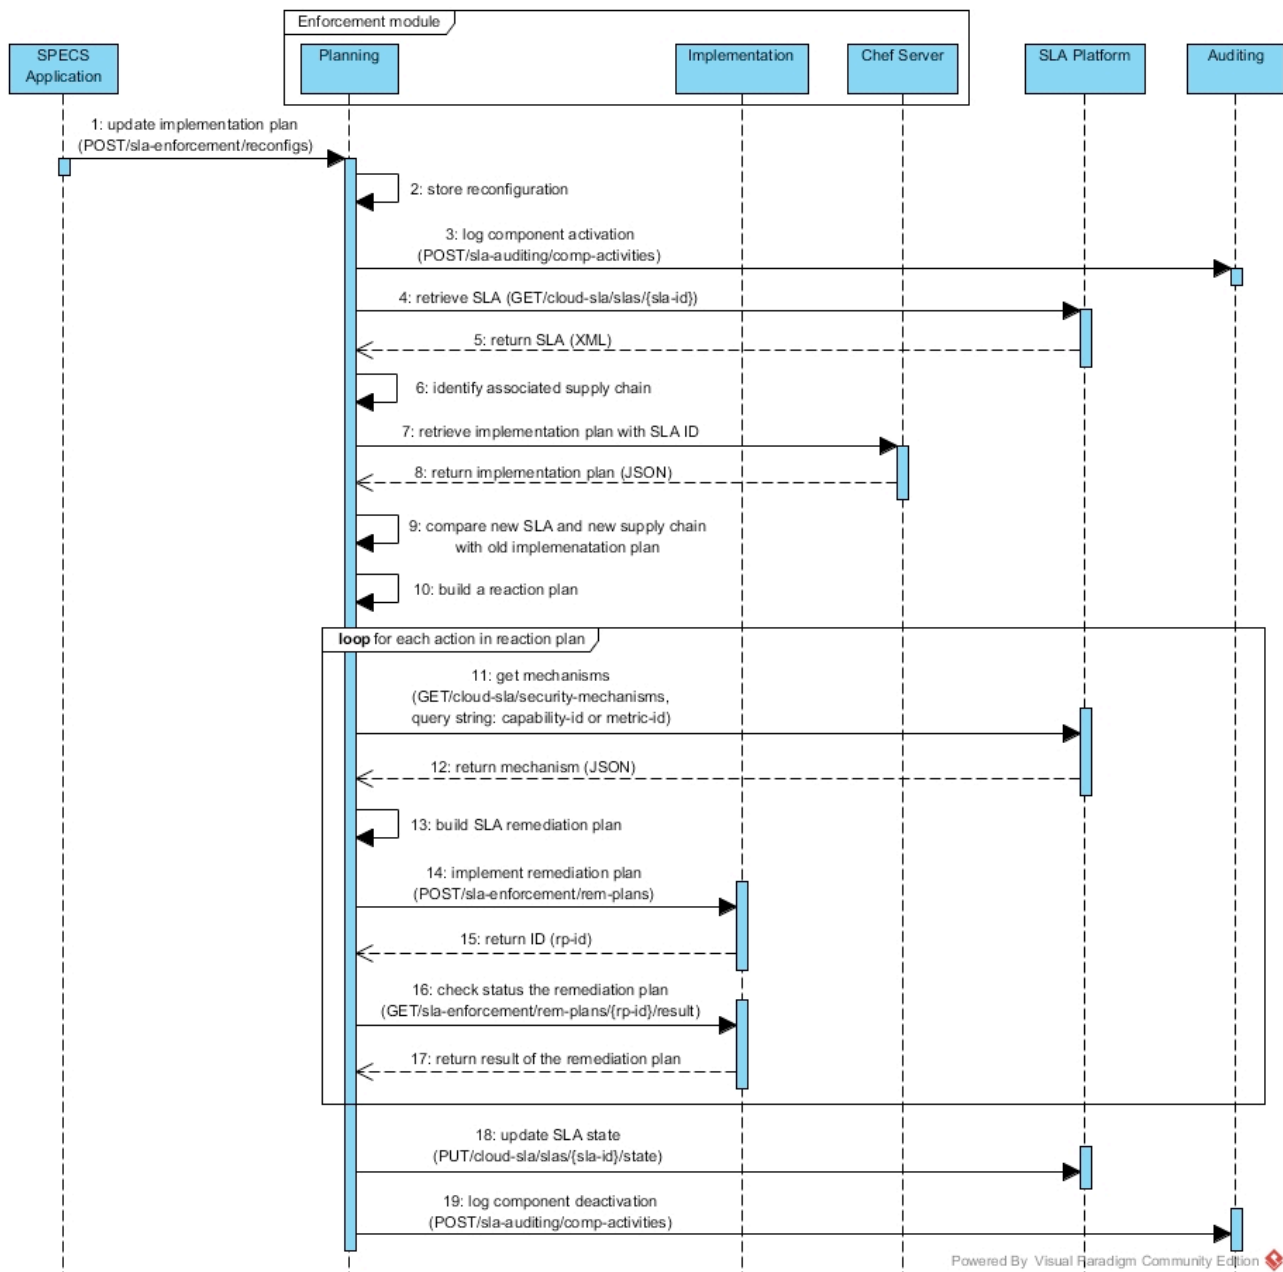 Enforcement module
SPECS
Application
Planning
Implementation
Chef Server
SLA Platform
Auditing
1: update implementation plan
(POST/sla-enforcement/reconfigs)
2: store reconfiguration
3: log component activation
(POST/sla-auditing/comp-activities)
4: retrieve SLA (GET/cloud-sla/slas/{sla-id})
5: return SLA (XML)
6: identify associated supply chain
7: retrieve implementation plan with SLA ID
8: return implementation plan (JSON)
9: compare new SLA and new supply chain
with old implemenatation plan
10: build a reaction plan
loop for each action in reaction plan
11: get mechanisms
(GET/cloud-sla/security-mechanisms,
query string: capability-id or metric-id)
12: return mechanism (JSON)
13: build SLA remediation plan
14: implement remediation plan
(POST/sla-enforcement/rem-plans)
15: return ID (rp-id)
16: check status the remediation plan
(GET/sla-enforcement/rem-plans/{rp-id}/result)
17: return result of the remediation plan
18: update SLA state
(PUT/cloud-sla/slas/{sla-id}/state)
19: log component deactivation
(POST/sla-auditing/comp-activities)
Powered By Visual Paradigm Community Edition